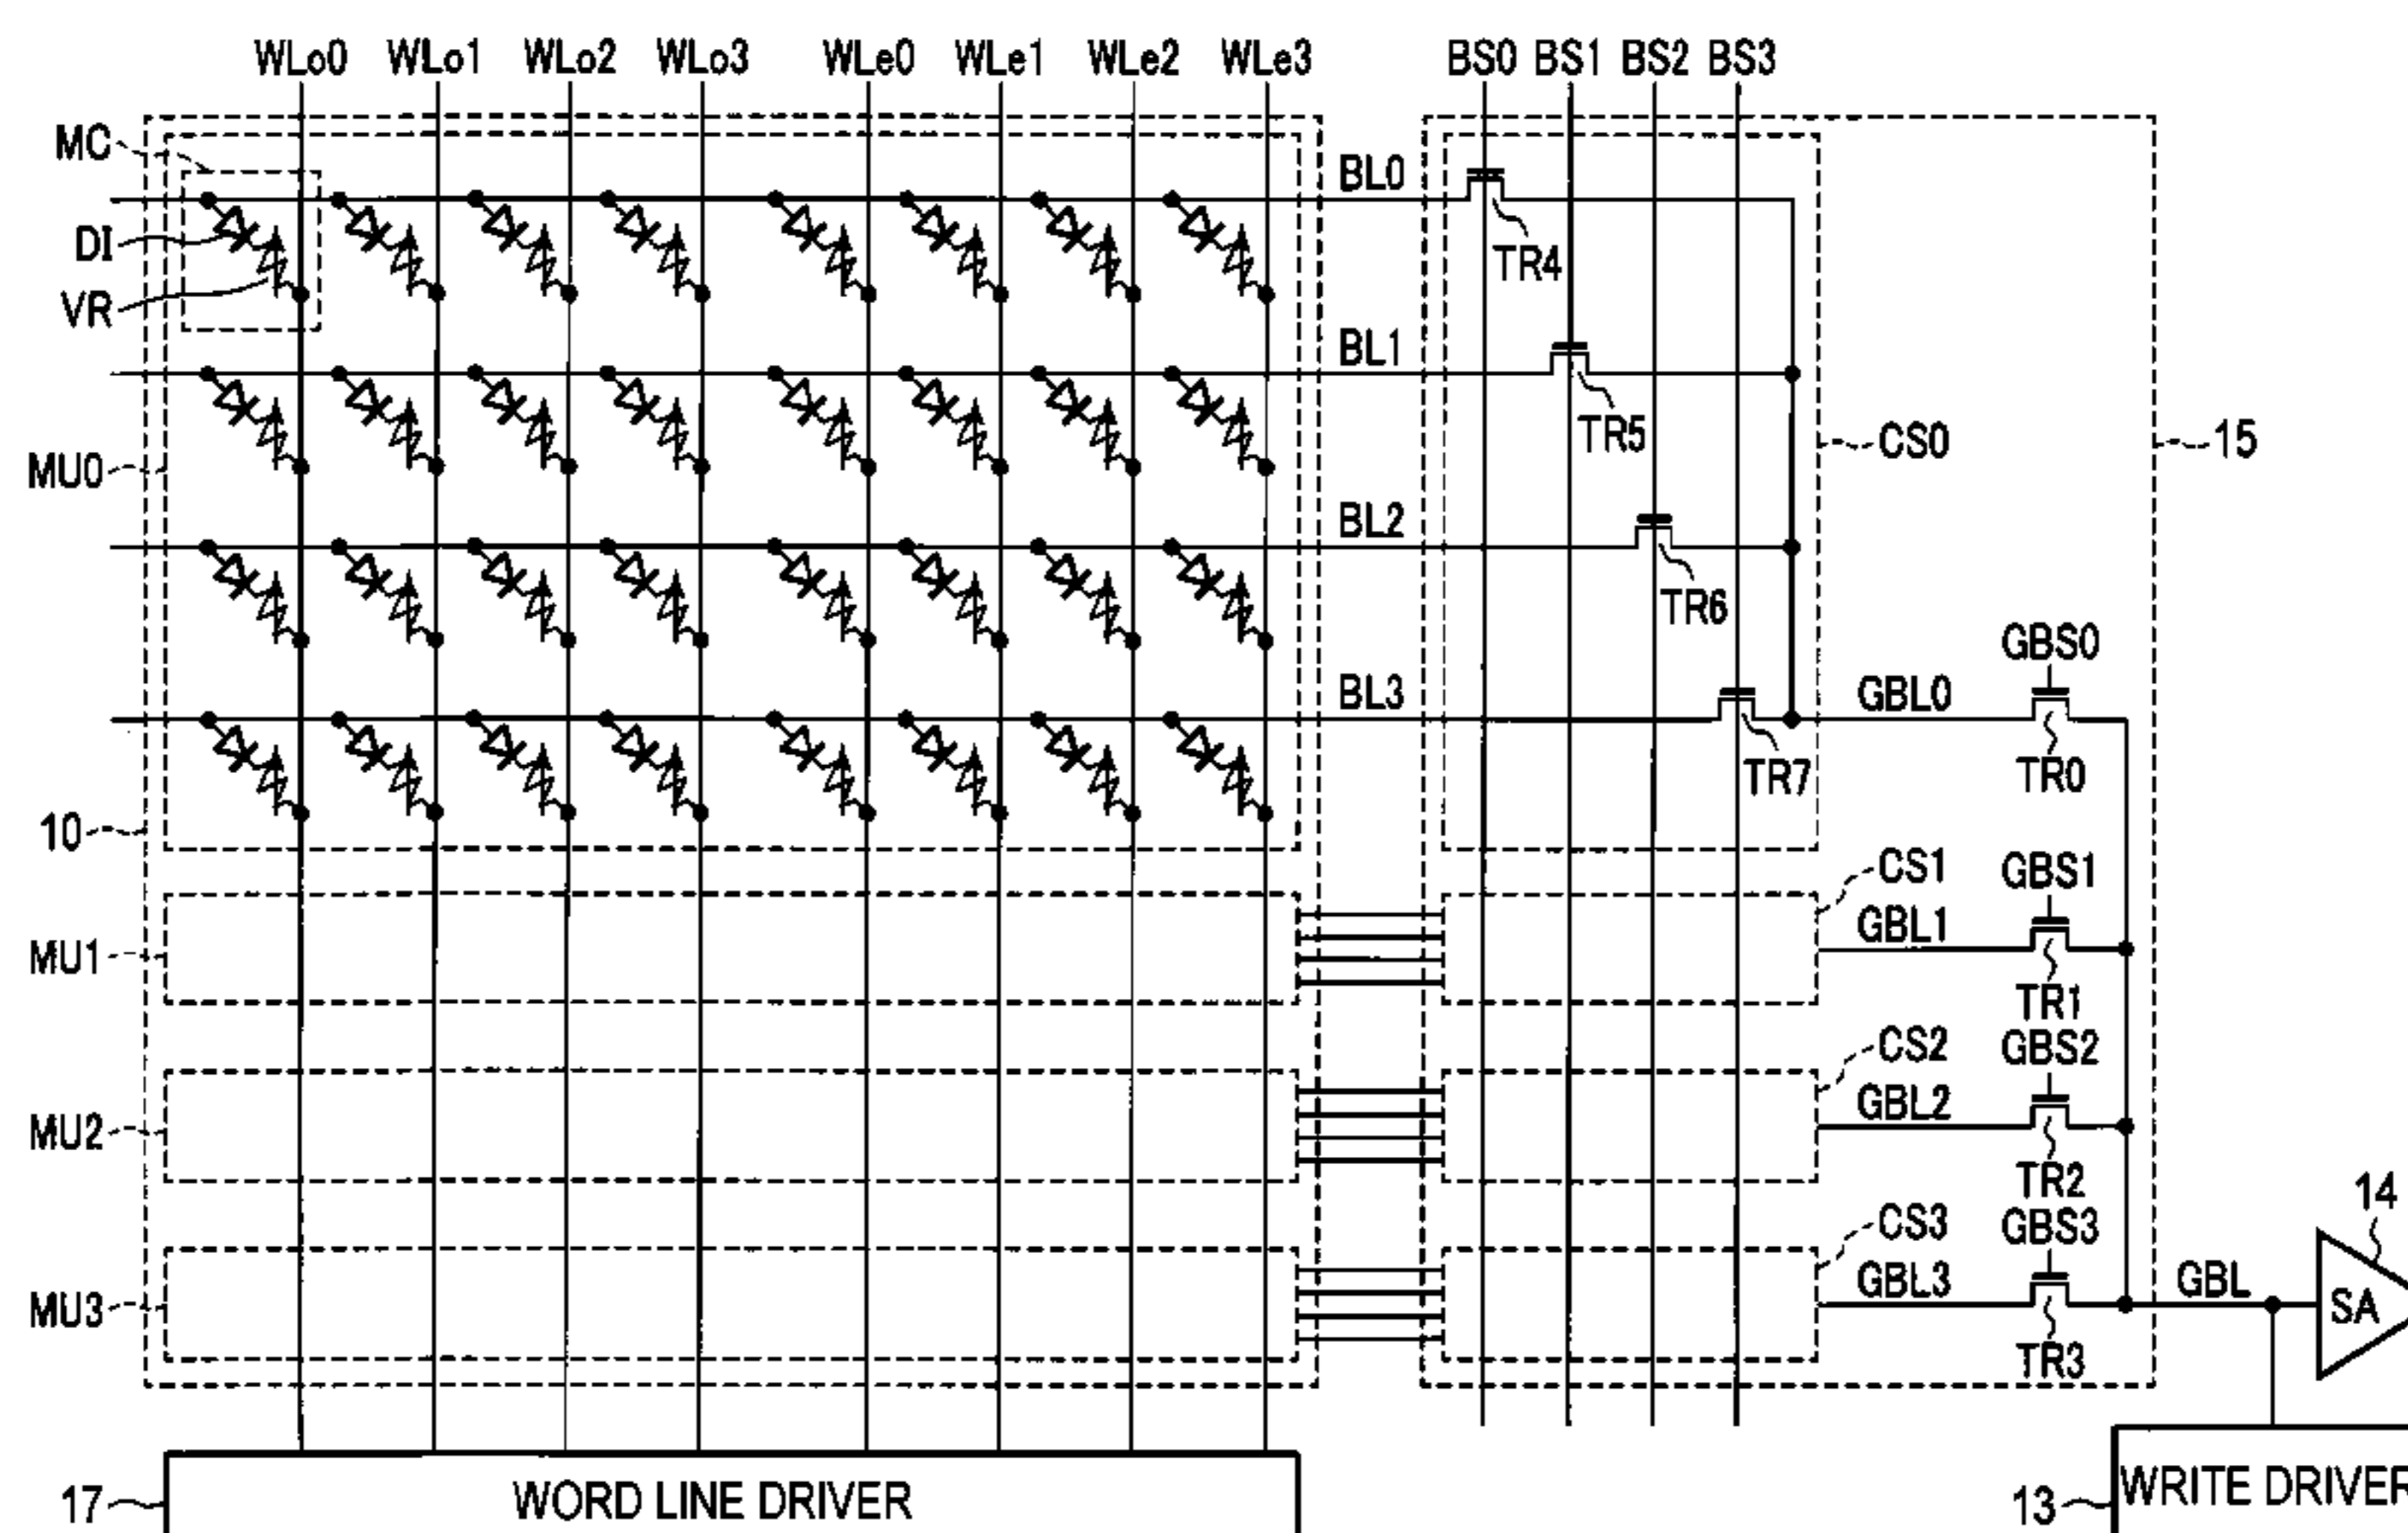 WLo0 WLo1 WLo2 WLo3 WLe0 WLe1 WLe2 WLe3 BS0 BS1 BS2 BS3
MC
BL0
DI
TR4
VR
BL1
TR5
CS0
15
MU0
BL2
TR6
GBS0
BL3
GBL0
TR7
TR0
10
CS1
GBS1
GBL1
MU1
TR1
CS2
GBS2
GBL2
MU2
TR2
14
CS3
GBS3
GBL3
GBL
SA
MU3
TR3
17
WORD LINE DRIVER
13
WRITE DRIVER